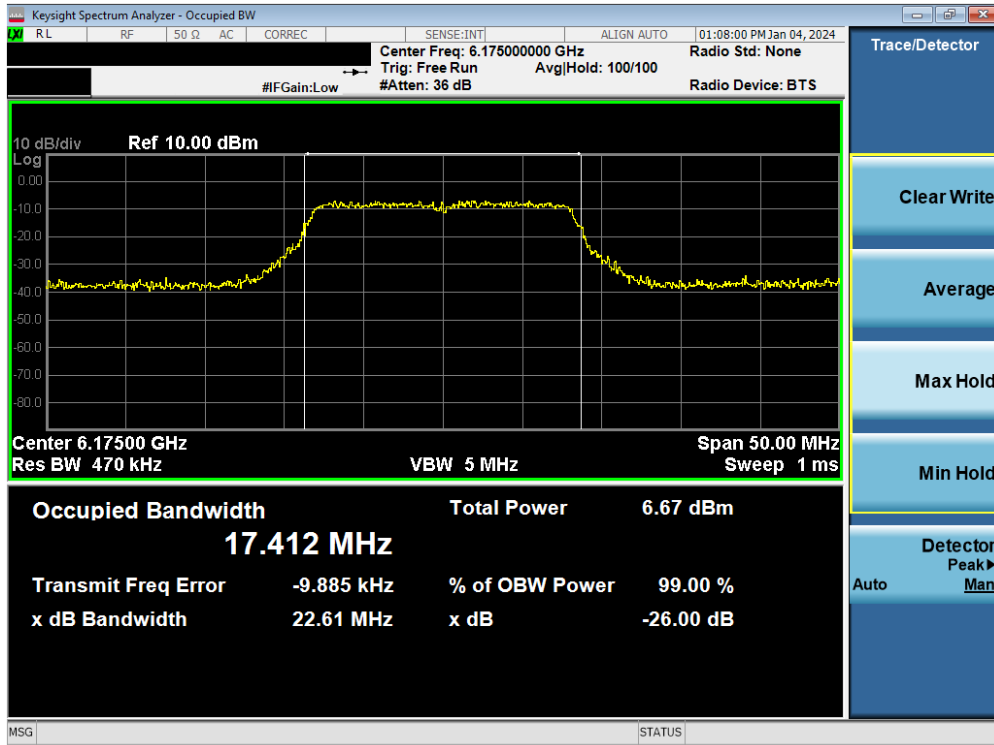 Keysight Spectrum Analyzer - Occupied BW
LXI RL RF 50 Ω AC CORREC SENSE:INT ALIGN AUTO 01:08:00 PM Jan 04, 2024
Center Freq: 6.175000000 GHz Radio Std: None
Trig: Free Run Avg|Hold: 100/100
#IFGain:Low #Atten: 36 dB Radio Device: BTS
10 dB/div Ref 10.00 dBm
Log
0.00
-10.0
-20.0
-30.0
-40.0
-50.0
-60.0
-70.0
-80.0
Center 6.17500 GHz Span 50.00 MHz
Res BW 470 kHz VBW 5 MHz Sweep 1 ms
Occupied Bandwidth Total Power 6.67 dBm
17.412 MHz
Transmit Freq Error -9.885 kHz % of OBW Power 99.00 %
x dB Bandwidth 22.61 MHz x dB -26.00 dB
MSG STATUS
Trace/Detector
Clear Write
Average
Max Hold
Min Hold
Detector
Peak▶
Auto Man